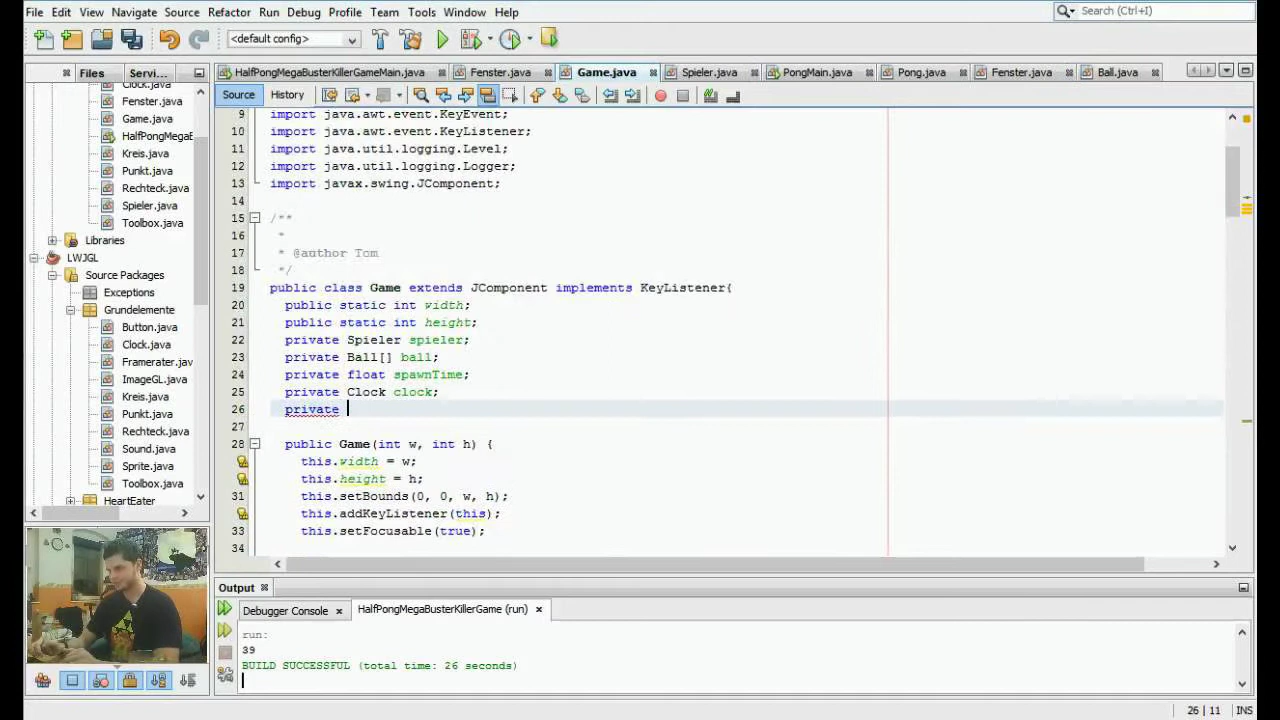 File Edit View Navigate Source Refactor Run Debug Profile Team Tools Window Help
Search (Ctrl+I)
<default config>
Files Servi...
HalfPongMegaBusterKillerGameMain.java Fenster.java Game.java Spieler.java PongMain.java Pong.java Fenster.java Ball.java
Source History
Clock.java
Fenster.java
Game.java
HalfPongMegaE
Kreis.java
Punkt.java
Rechteck.java
Spieler.java
Toolbox.java
Libraries
LWJGL
Source Packages
Exceptions
Grundelemente
Button.java
Clock.java
Framerater.jav
ImageGL.java
Kreis.java
Punkt.java
Rechteck.java
Sound.java
Sprite.java
Toolbox.java
HeartEater
9 import java.awt.event.KeyEvent;
10 import java.awt.event.KeyListener;
11 import java.util.logging.Level;
12 import java.util.logging.Logger;
13 import javax.swing.JComponent;
14
15 /**
16 *
17 * @author Tom
18 */
19 public class Game extends JComponent implements KeyListener{
20 public static int width;
21 public static int height;
22 private Spieler spieler;
23 private Ball[] ball;
24 private float spawnTime;
25 private Clock clock;
26 private
27
28 public Game(int w, int h) {
this.width = w;
this.height = h;
31 this.setBounds(0, 0, w, h);
this.addKeyListener(this);
33 this.setFocusable(true);
34
Output
Debugger Console HalfPongMegaBusterKillerGame (run)
run:
39
BUILD SUCCESSFUL (total time: 26 seconds)
26 | 11 INS